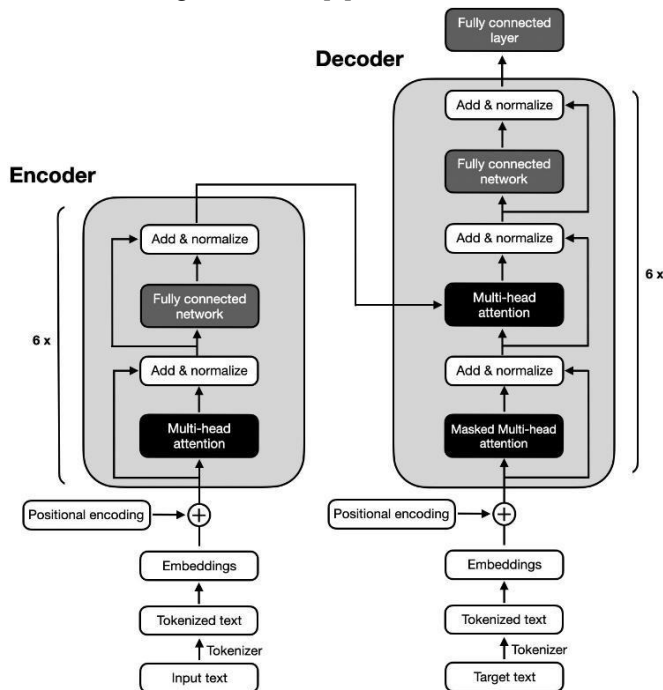 Fully connected
layer
Decoder
Add & normalize
Fully connected
network
Add & normalize
Multi-head
attention
Add & normalize
Masked Multi-head
attention
6 x
Positional encoding
+
Embeddings
Tokenized text
Tokenizer
Target text
Encoder
Add & normalize
Fully connected
network
Add & normalize
Multi-head
attention
6 x
Positional encoding
+
Embeddings
Tokenized text
Tokenizer
Input text